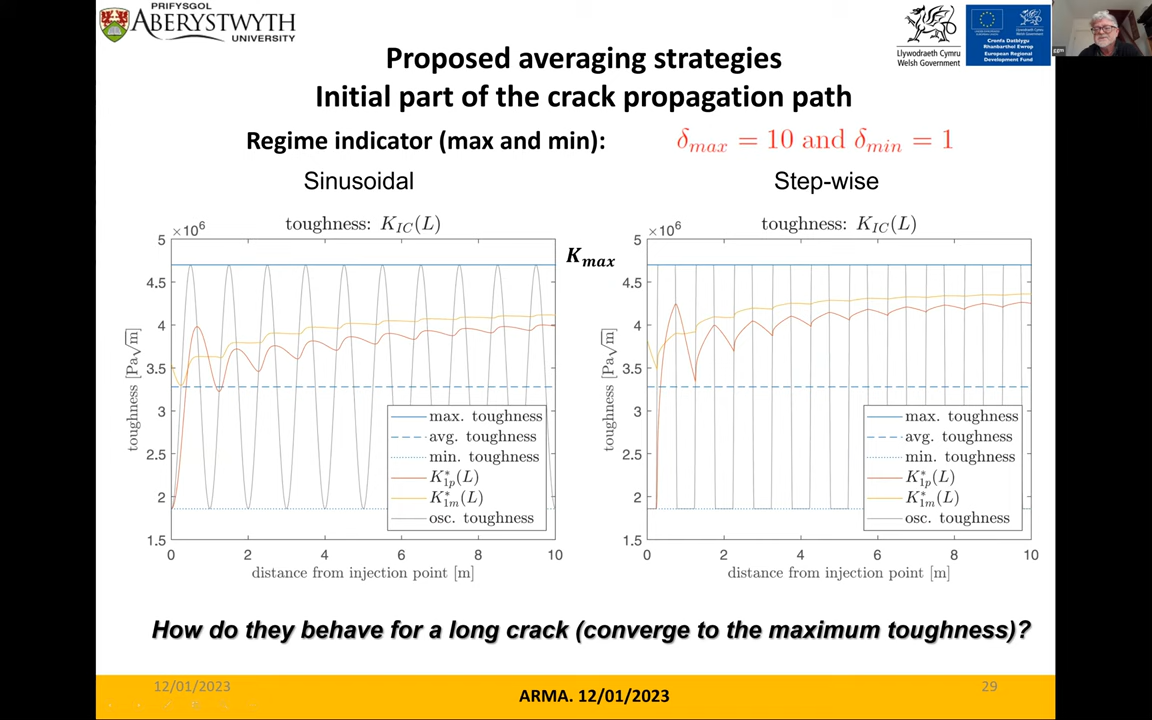 PRIFYSGOL
ABERYSTWYTH
UNIVERSITY
Llywodraeth Cymru
Welsh Government
Cronfa Datblygu
Rhanbarthol Ewrop
European Regional
Development Fund
Proposed averaging strategies
Initial part of the crack propagation path
Regime indicator (max and min): δ_max = 10 and δ_min = 1
Sinusoidal
Step-wise
×10⁶
toughness: K_IC(L)
5
4.5
4
3.5
3
2.5
2
1.5
toughness [Pa√m]
0 2 4 6 8 10
distance from injection point [m]
max. toughness
avg. toughness
min. toughness
K*_1p(L)
K*_1m(L)
osc. toughness
K_max
×10⁶
toughness: K_IC(L)
5
4.5
4
3.5
3
2.5
2
1.5
toughness [Pa√m]
0 2 4 6 8 10
distance from injection point [m]
max. toughness
avg. toughness
min. toughness
K*_1p(L)
K*_1m(L)
osc. toughness
How do they behave for a long crack (converge to the maximum toughness)?
12/01/2023
ARMA. 12/01/2023
29